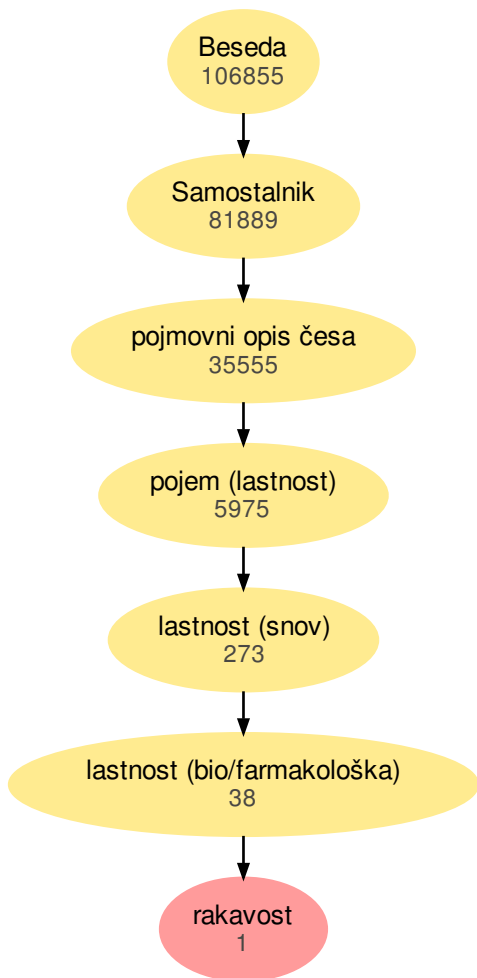 Beseda
106855
Samostalnik
81889
pojmovni opis česa
35555
pojem (lastnost)
5975
lastnost (snov)
273
lastnost (bio/farmakološka)
38
rakavost
1